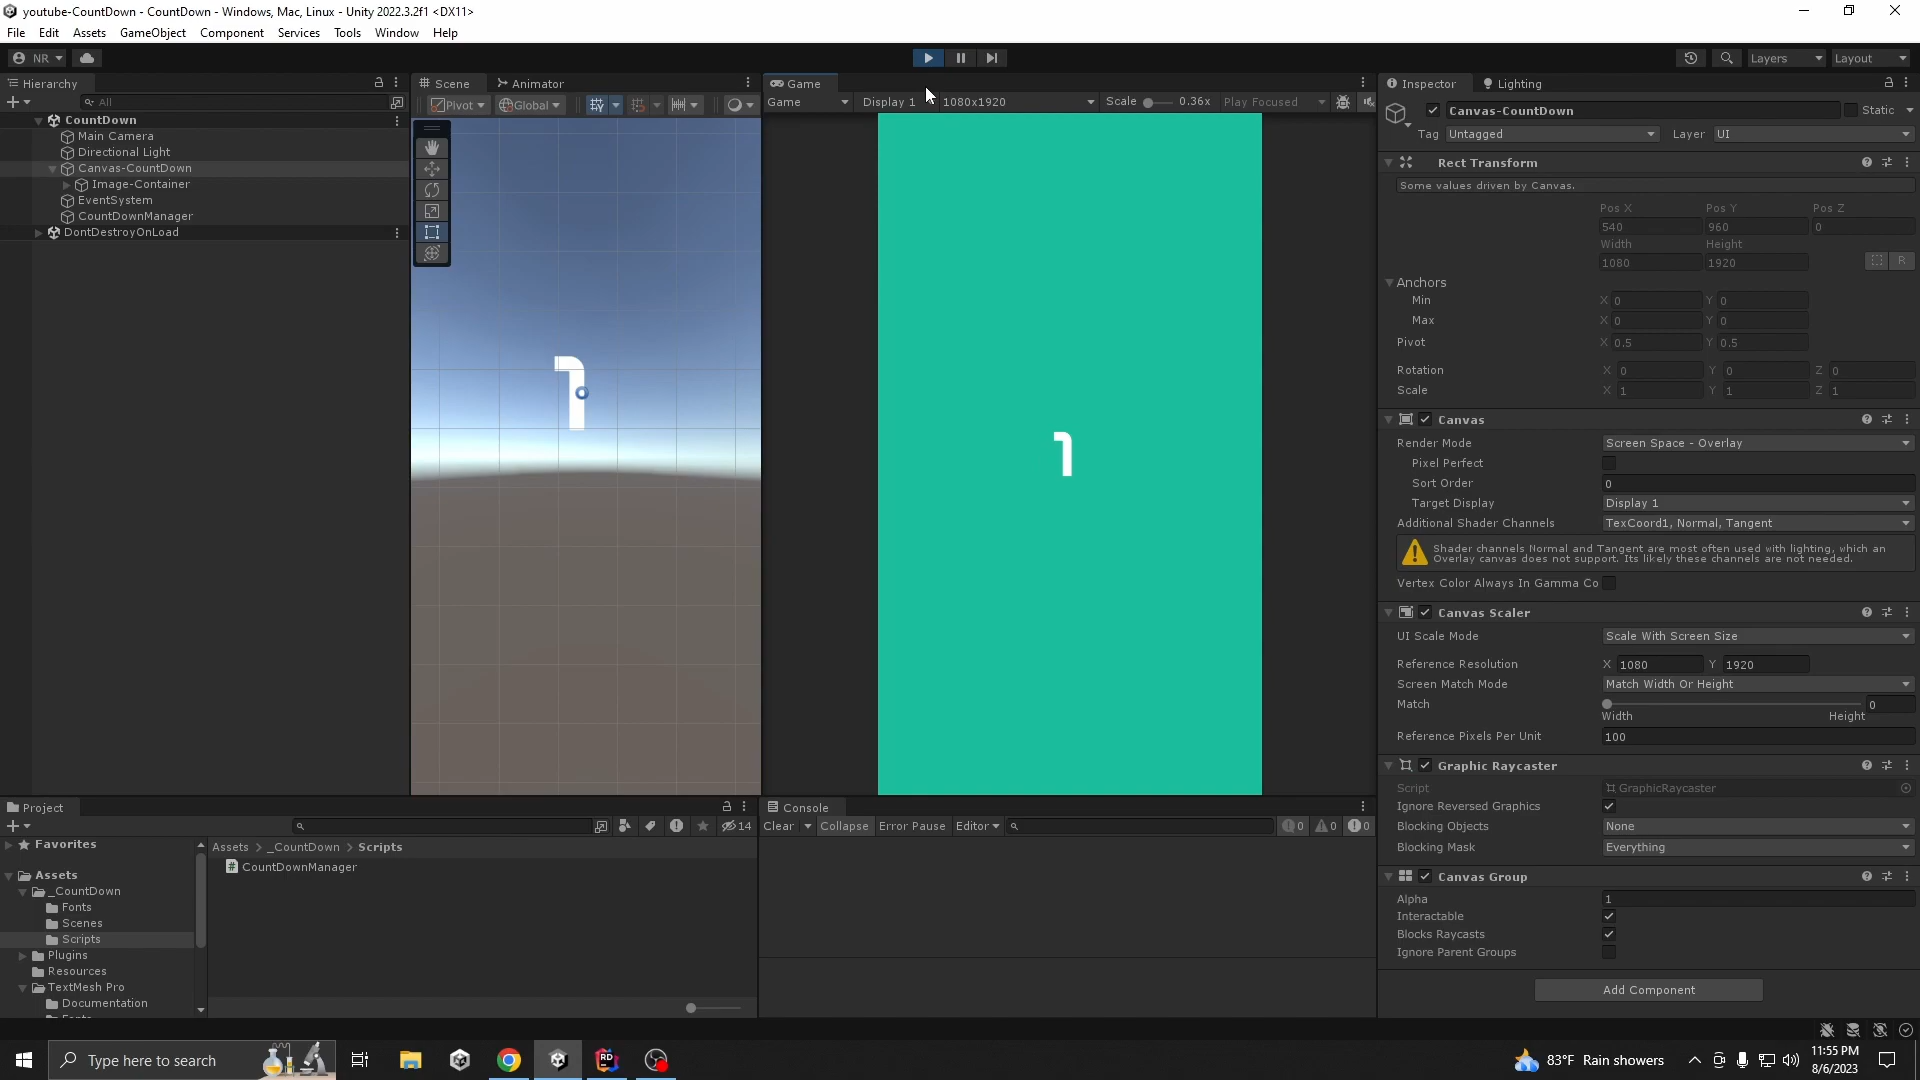 youtube-CountDown - CountDown - Windows, Mac, Linux - Unity 2022.3.2f1 <DX11>
File Edit Assets GameObject Component Services Tools Window Help
NR Layers Layout
Hierarchy
All
CountDown
Main Camera
Directional Light
Canvas-CountDown
Image-Container
EventSystem
CountDownManager
DontDestroyOnLoad
Scene Animator
Pivot Global
1
Game
Game Display 1 1080x1920 Scale 0.36x Play Focused
1
Inspector Lighting
Canvas-CountDown Static
Tag Untagged Layer UI
Rect Transform
Some values driven by Canvas.
Pos X Pos Y Pos Z
540 960 0
Width Height
1080 1920 R
Anchors
Min X 0 Y 0
Max X 0 Y 0
Pivot X 0.5 Y 0.5
Rotation X 0 Y 0 Z 0
Scale X 1 Y 1 Z 1
Canvas
Render Mode Screen Space - Overlay
Pixel Perfect
Sort Order 0
Target Display Display 1
Additional Shader Channels TexCoord1, Normal, Tangent
Shader channels Normal and Tangent are most often used with lighting, which an
Overlay canvas does not support. Its likely these channels are not needed.
Vertex Color Always In Gamma Co
Canvas Scaler
UI Scale Mode Scale With Screen Size
Reference Resolution X 1080 Y 1920
Screen Match Mode Match Width Or Height
Match 0
Width Height
Reference Pixels Per Unit 100
Graphic Raycaster
Script GraphicRaycaster
Ignore Reversed Graphics
Blocking Objects None
Blocking Mask Everything
Canvas Group
Alpha 1
Interactable
Blocks Raycasts
Ignore Parent Groups
Add Component
Project
14
Favorites
Assets
_CountDown
Fonts
Scenes
Scripts
Plugins
Resources
TextMesh Pro
Documentation
Assets > _CountDown > Scripts
CountDownManager
Console
Clear Collapse Error Pause Editor 0 0 0
Type here to search
83°F Rain showers
11:55 PM
8/6/2023